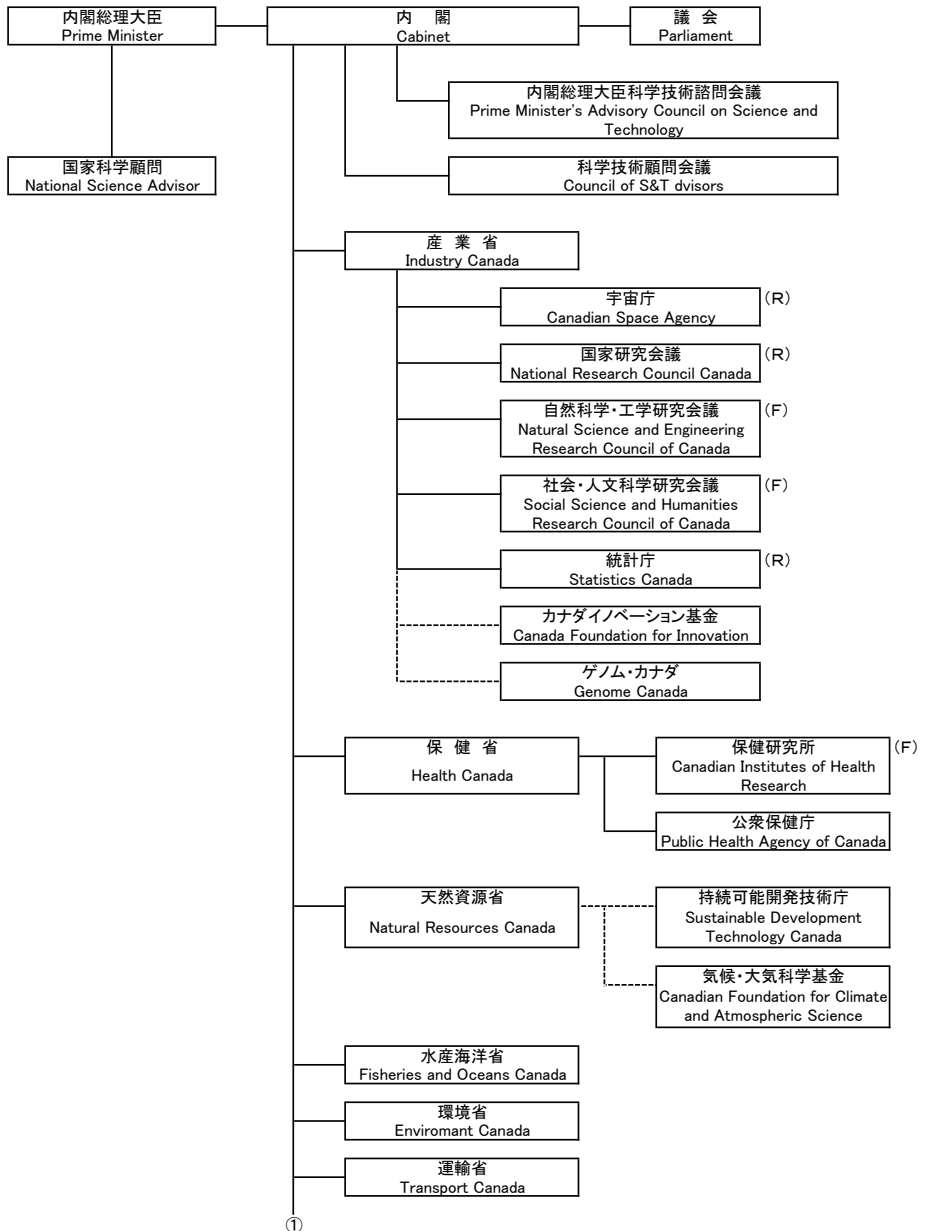 内閣総理大臣
Prime Minister
内 閣
Cabinet
議 会
Parliament
内閣総理大臣科学技術諮問会議
Prime Minister's Advisory Council on Science and
Technology
国家科学顧問
National Science Advisor
科学技術顧問会議
Council of S&T dvisors
産 業 省
Industry Canada
宇宙庁
Canadian Space Agency
(R)
国家研究会議
National Research Council Canada
(R)
自然科学・工学研究会議
Natural Science and Engineering
Research Council of Canada
(F)
社会・人文科学研究会議
Social Science and Humanities
Research Council of Canada
(F)
統計庁
Statistics Canada
(R)
カナダイノベーション基金
Canada Foundation for Innovation
ゲノム・カナダ
Genome Canada
保 健 省
Health Canada
保健研究所
Canadian Institutes of Health
Research
(F)
公衆保健庁
Public Health Agency of Canada
天然資源省
Natural Resources Canada
持続可能開発技術庁
Sustainable Development
Technology Canada
気候・大気科学基金
Canadian Foundation for Climate
and Atmospheric Science
水産海洋省
Fisheries and Oceans Canada
環境省
Enviromant Canada
運輸省
Transport Canada
①